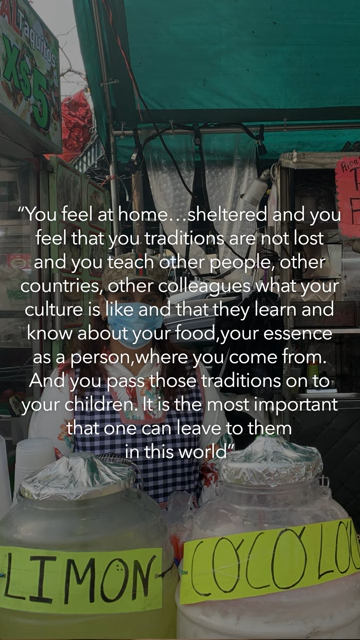 X$5
“You feel at home...sheltered and you
feel that you traditions are not lost
and you teach other people, other
countries, other colleagues what your
culture is like and that they learn and
know about your food,your essence
as a person,where you come from.
And you pass those traditions on to
your children. It is the most important
that one can leave to them
in this world”
LIMON
COCO LOC